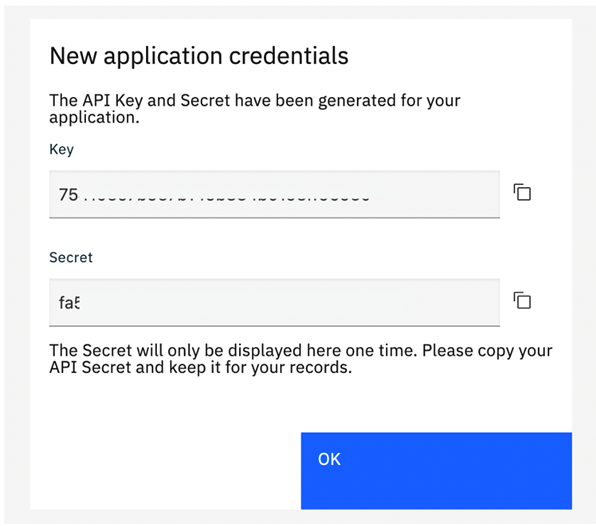 New application credentials
The API Key and Secret have been generated for your
application.
Key
75
Secret
The Secret will only be displayed here one time. Please copy your
API Secret and keep it for your records.
OK